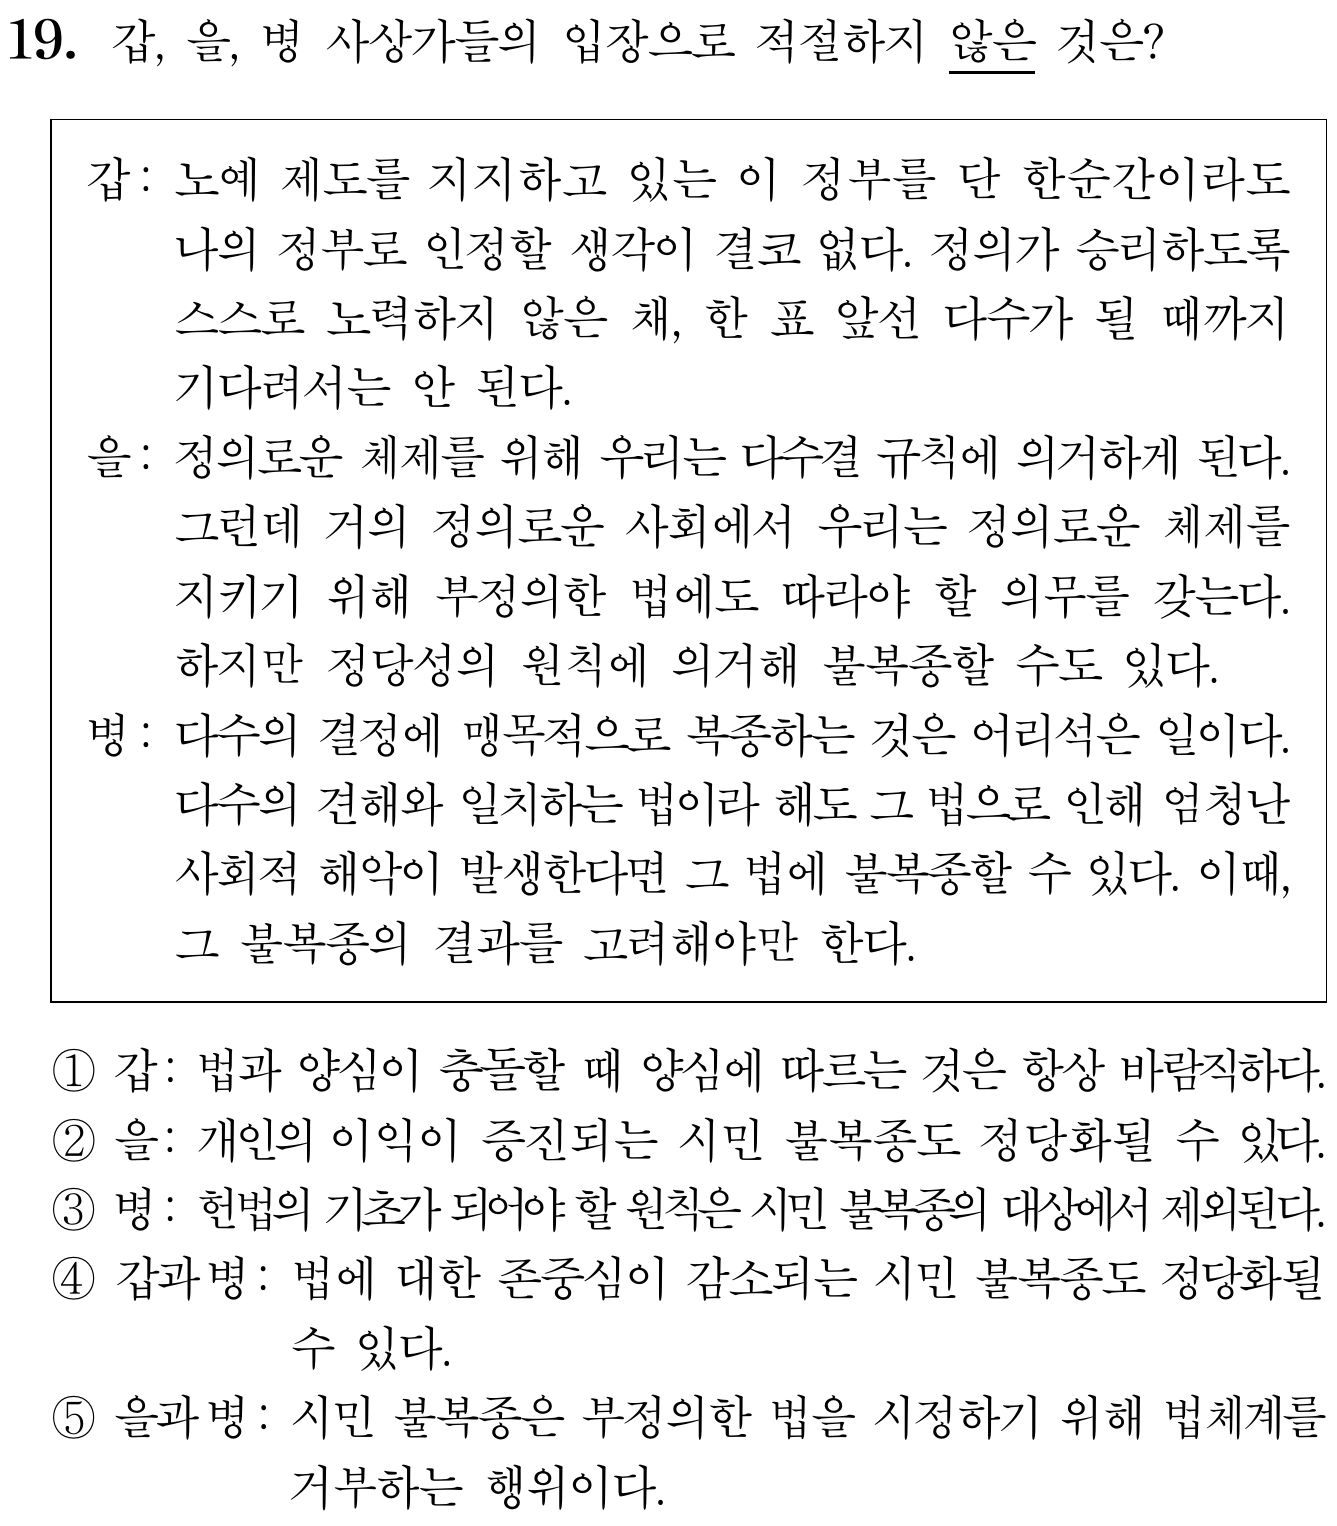 19. 갑, 을, 병 사상가들의 입장으로 적절하지 않은 것은?
갑: 노예 제도를 지지하고 있는 이 정부를 단 한순간이라도
나의 정부로 인정할 생각이 결코 없다. 정의가 승리하도록
스스로 노력하지 않은 채, 한 표 앞선 다수가 될 때까지
기다려서는 안 된다.
을: 정의로운 체제를 위해 우리는 다수결 규칙에 의거하게 된다.
그런데 거의 정의로운 사회에서 우리는 정의로운 체제를
지키기 위해 부정의한 법에도 따라야 할 의무를 갖는다.
하지만 정당성의 원칙에 의거해 불복종할 수도 있다.
병: 다수의 결정에 맹목적으로 복종하는 것은 어리석은 일이다.
다수의 견해와 일치하는 법이라 해도 그 법으로 인해 엄청난
사회적 해악이 발생한다면 그 법에 불복종할 수 있다. 이때,
그 불복종의 결과를 고려해야만 한다.
① 갑: 법과 양심이 충돌할 때 양심에 따르는 것은 항상 바람직하다.
② 을: 개인의 이익이 증진되는 시민 불복종도 정당화될 수 있다.
③ 병: 헌법의 기초가 되어야 할 원칙은 시민 불복종의 대상에서 제외된다.
④ 갑과 병: 법에 대한 존중심이 감소되는 시민 불복종도 정당화될
수 있다.
⑤ 을과 병: 시민 불복종은 부정의한 법을 시정하기 위해 법체계를
거부하는 행위이다.